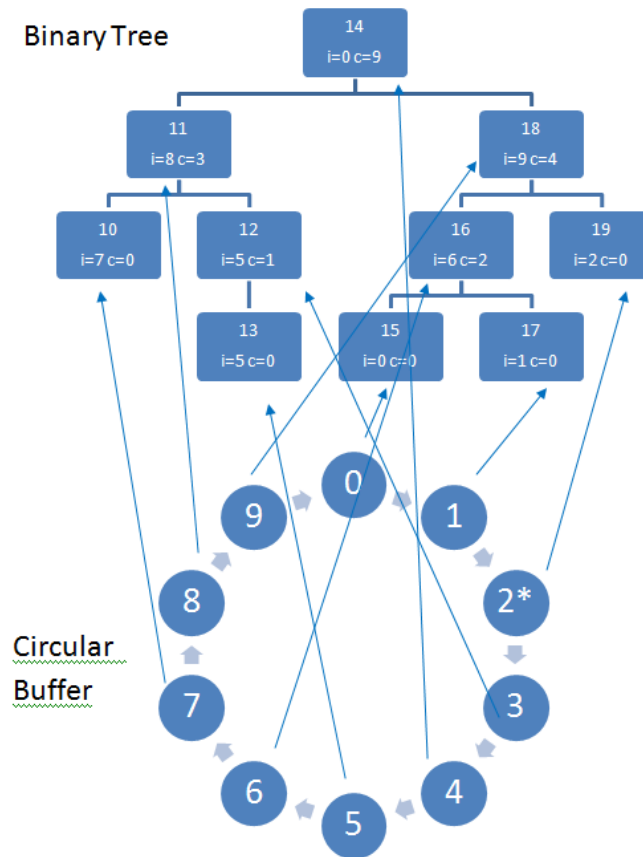 Binary Tree
14
i=0 c=9
11
i=8 c=3
18
i=9 c=4
10
i=7 c=0
12
i=5 c=1
16
i=6 c=2
19
i=2 c=0
13
i=5 c=0
15
i=0 c=0
17
i=1 c=0
0
9
1
8
2*
Circular
Buffer
7
3
6
4
5